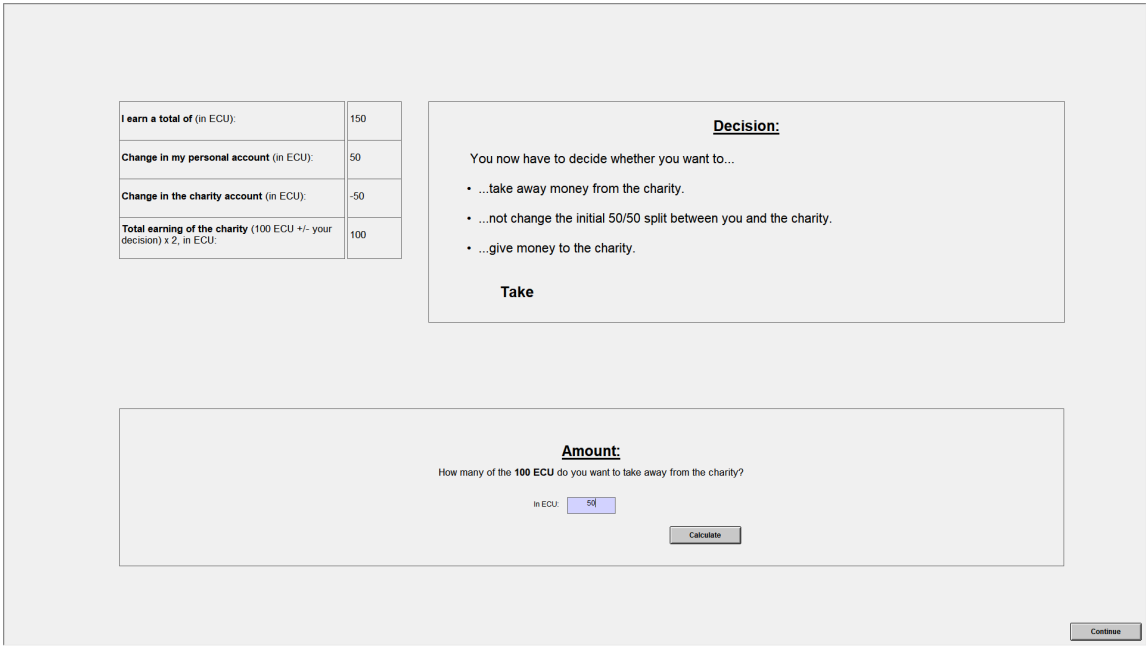 I earn a total of (in ECU):
150
Change in my personal account (in ECU):
50
Change in the charity account (in ECU):
-50
Total earning of the charity (100 ECU +/- your
decision) x 2, in ECU:
100
Decision:
You now have to decide whether you want to...
• ...take away money from the charity.
• ...not change the initial 50/50 split between you and the charity.
• ...give money to the charity.
Take
Amount:
How many of the 100 ECU do you want to take away from the charity?
In ECU:
50
Calculate
Continue